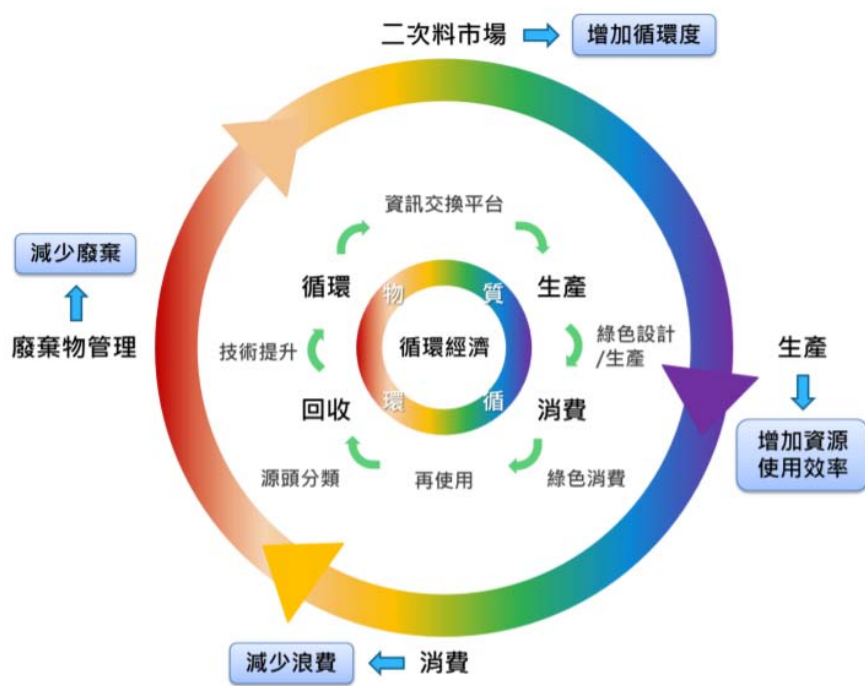 二次料市場
增加循環度
資訊交換平台
減少廢棄
循環
物
質
生產
廢棄物管理
技術提升
循環經濟
綠色設計
/生產
生產
回收
環
循
消費
增加資源
使用效率
源頭分類
再使用
綠色消費
減少浪費
消費